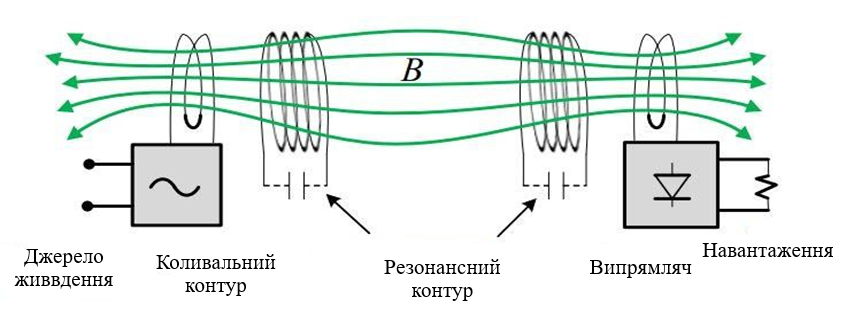 B
Джерело
живвдення
Коливальний
контур
Резонансний
контур
Випрямляч
Навантаження